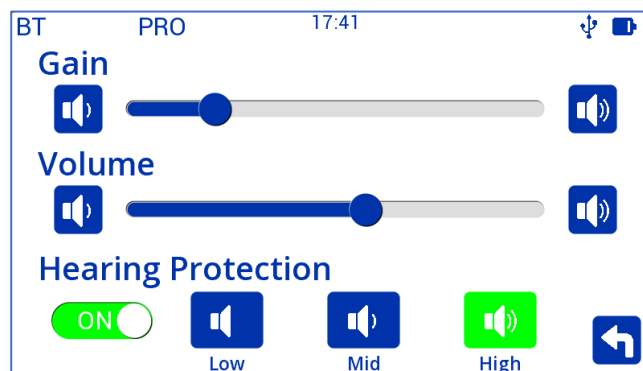 BT PRO 17:41
Gain
Volume
Hearing Protection
ON
Low Mid High